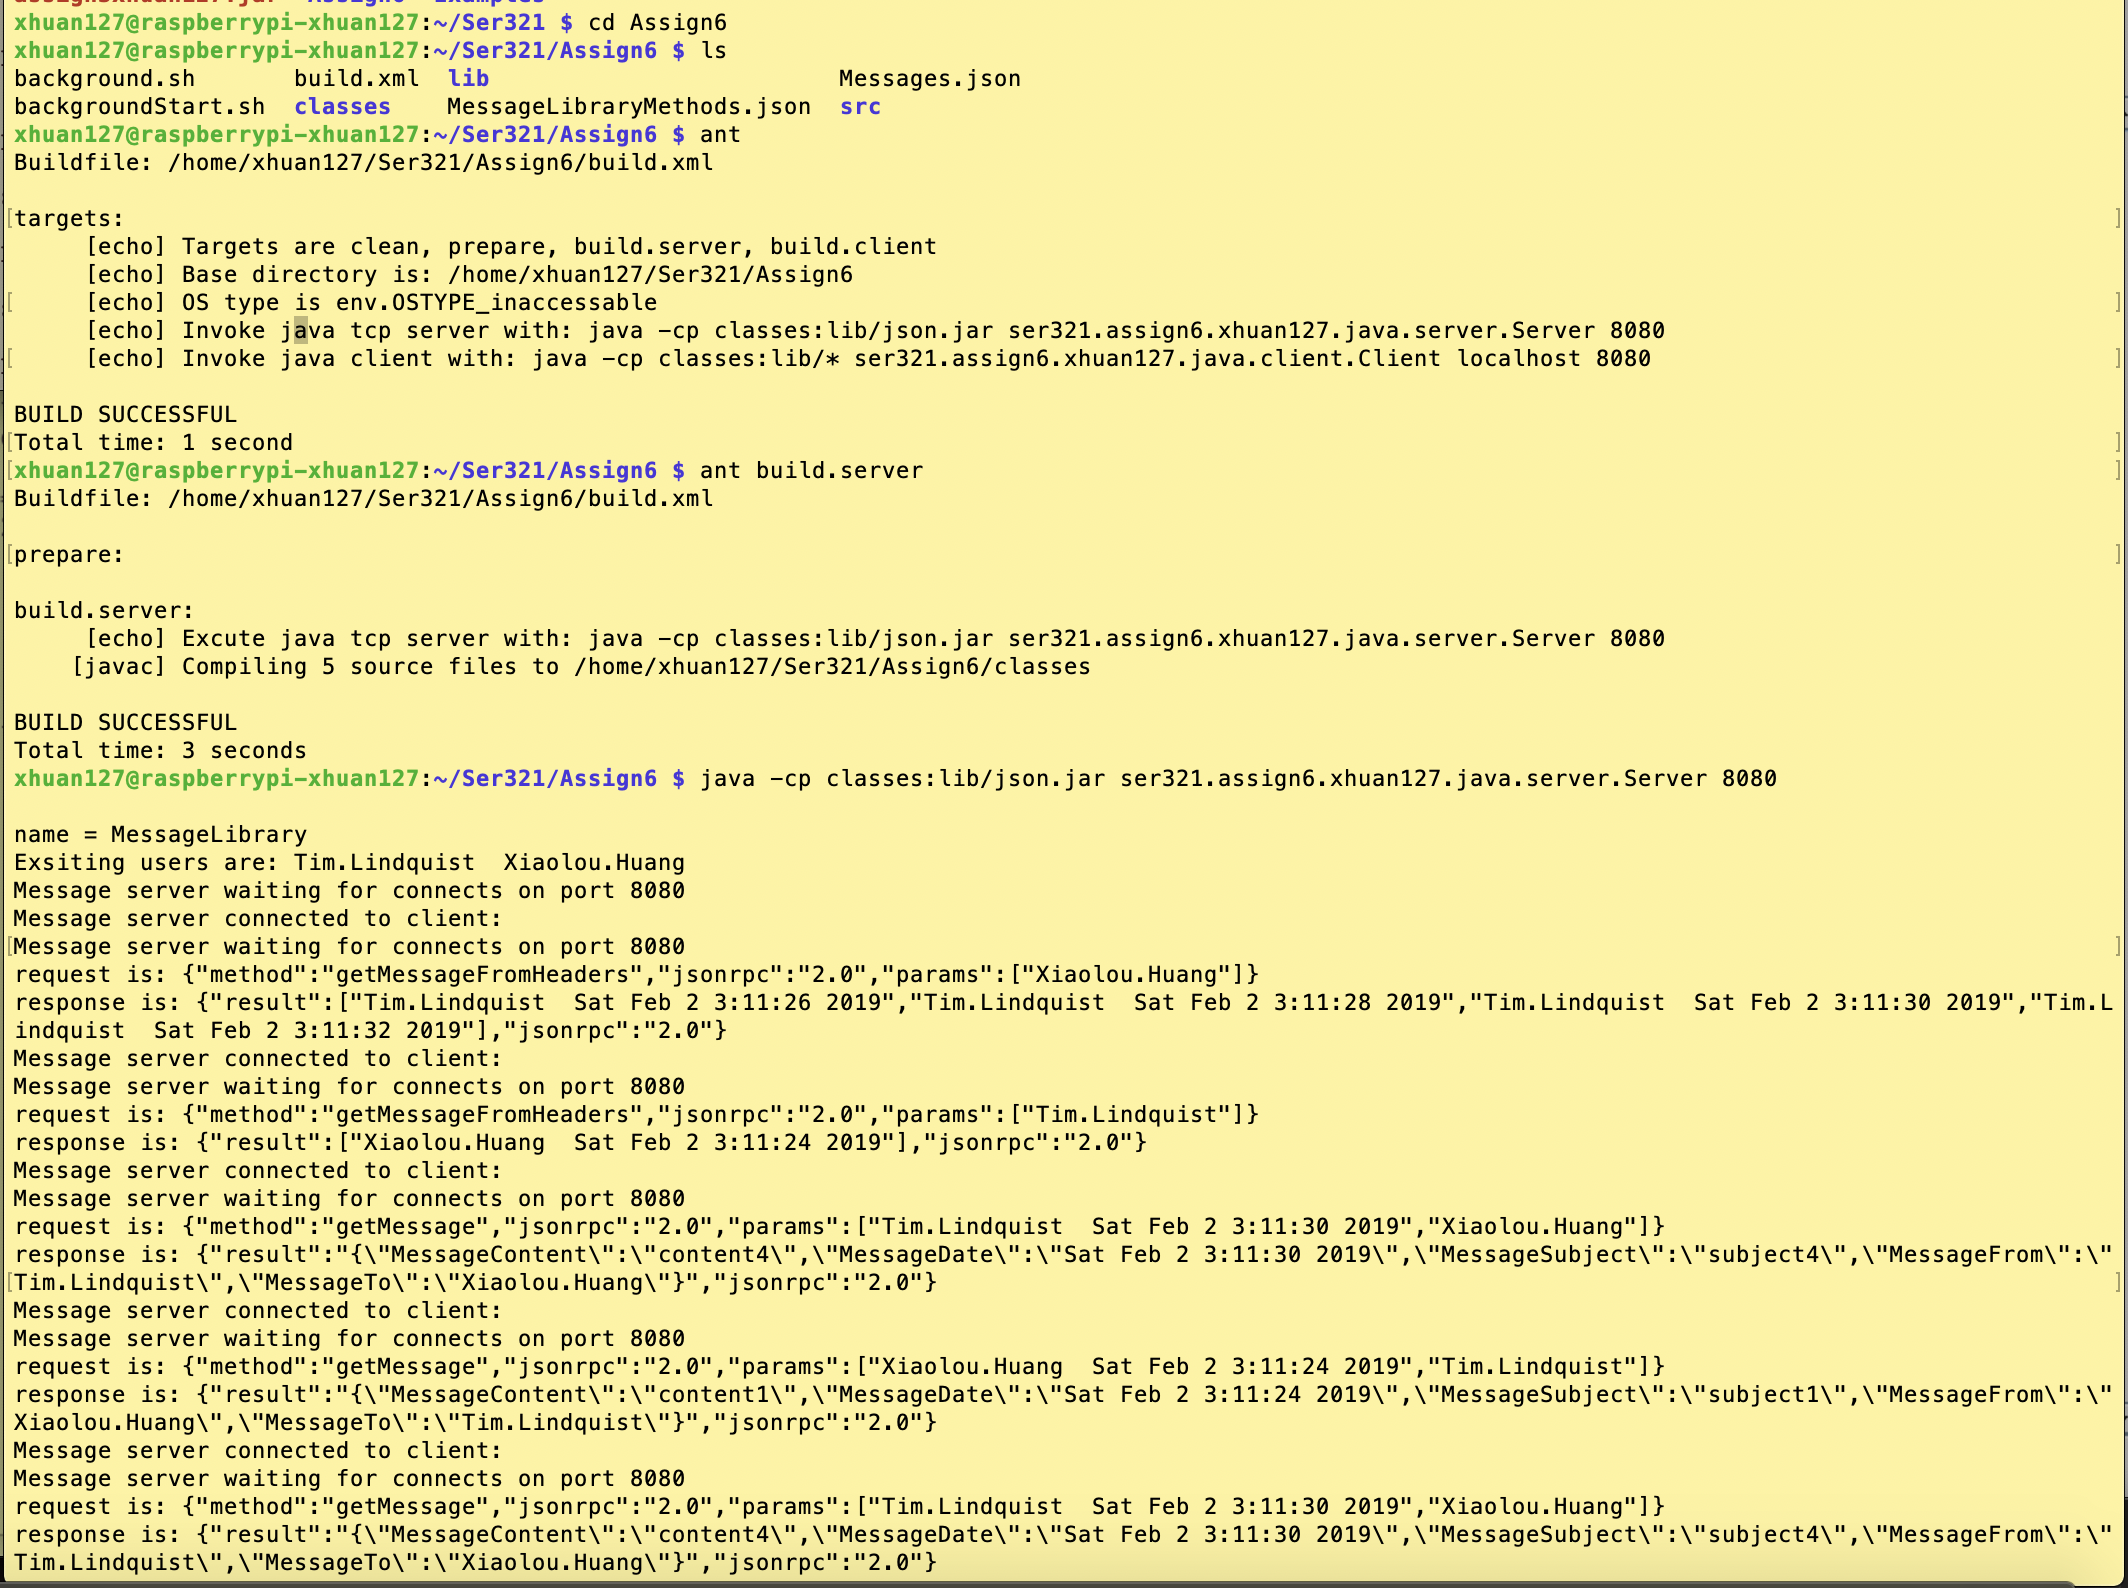 assign3xhuan127.jar  Assign6  Examples
xhuan127@raspberrypi-xhuan127:~/Ser321 $ cd Assign6
xhuan127@raspberrypi-xhuan127:~/Ser321/Assign6 $ ls
background.sh       build.xml  lib                         Messages.json
backgroundStart.sh  classes    MessageLibraryMethods.json  src
xhuan127@raspberrypi-xhuan127:~/Ser321/Assign6 $ ant
Buildfile: /home/xhuan127/Ser321/Assign6/build.xml
[targets:]
[echo] Targets are clean, prepare, build.server, build.client
[echo] Base directory is: /home/xhuan127/Ser321/Assign6
[     [echo] OS type is env.OSTYPE_inaccessable ]
[echo] Invoke java tcp server with: java -cp classes:lib/json.jar ser321.assign6.xhuan127.java.server.Server 8080
[     [echo] Invoke java client with: java -cp classes:lib/* ser321.assign6.xhuan127.java.client.Client localhost 8080 ]
BUILD SUCCESSFUL
[Total time: 1 second ]
[xhuan127@raspberrypi-xhuan127:~/Ser321/Assign6 $ ant build.server ]
Buildfile: /home/xhuan127/Ser321/Assign6/build.xml
[prepare: ]
build.server:
[echo] Excute java tcp server with: java -cp classes:lib/json.jar ser321.assign6.xhuan127.java.server.Server 8080
[javac] Compiling 5 source files to /home/xhuan127/Ser321/Assign6/classes
BUILD SUCCESSFUL
Total time: 3 seconds
xhuan127@raspberrypi-xhuan127:~/Ser321/Assign6 $ java -cp classes:lib/json.jar ser321.assign6.xhuan127.java.server.Server 8080
name = MessageLibrary
Exsiting users are: Tim.Lindquist  Xiaolou.Huang
Message server waiting for connects on port 8080
Message server connected to client:
[Message server waiting for connects on port 8080 ]
request is: {"method":"getMessageFromHeaders","jsonrpc":"2.0","params":["Xiaolou.Huang"]}
response is: {"result":["Tim.Lindquist  Sat Feb 2 3:11:26 2019","Tim.Lindquist  Sat Feb 2 3:11:28 2019","Tim.Lindquist  Sat Feb 2 3:11:30 2019","Tim.L
indquist  Sat Feb 2 3:11:32 2019"],"jsonrpc":"2.0"}
Message server connected to client:
Message server waiting for connects on port 8080
request is: {"method":"getMessageFromHeaders","jsonrpc":"2.0","params":["Tim.Lindquist"]}
response is: {"result":["Xiaolou.Huang  Sat Feb 2 3:11:24 2019"],"jsonrpc":"2.0"}
Message server connected to client:
Message server waiting for connects on port 8080
request is: {"method":"getMessage","jsonrpc":"2.0","params":["Tim.Lindquist  Sat Feb 2 3:11:30 2019","Xiaolou.Huang"]}
response is: {"result":"{\"MessageContent\":\"content4\",\"MessageDate\":\"Sat Feb 2 3:11:30 2019\",\"MessageSubject\":\"subject4\",\"MessageFrom\":\"
[Tim.Lindquist\",\"MessageTo\":\"Xiaolou.Huang\"}","jsonrpc":"2.0"} ]
Message server connected to client:
Message server waiting for connects on port 8080
request is: {"method":"getMessage","jsonrpc":"2.0","params":["Xiaolou.Huang  Sat Feb 2 3:11:24 2019","Tim.Lindquist"]}
response is: {"result":"{\"MessageContent\":\"content1\",\"MessageDate\":\"Sat Feb 2 3:11:24 2019\",\"MessageSubject\":\"subject1\",\"MessageFrom\":\"
Xiaolou.Huang\",\"MessageTo\":\"Tim.Lindquist\"}","jsonrpc":"2.0"}
Message server connected to client:
Message server waiting for connects on port 8080
request is: {"method":"getMessage","jsonrpc":"2.0","params":["Tim.Lindquist  Sat Feb 2 3:11:30 2019","Xiaolou.Huang"]}
response is: {"result":"{\"MessageContent\":\"content4\",\"MessageDate\":\"Sat Feb 2 3:11:30 2019\",\"MessageSubject\":\"subject4\",\"MessageFrom\":\"
Tim.Lindquist\",\"MessageTo\":\"Xiaolou.Huang\"}","jsonrpc":"2.0"}